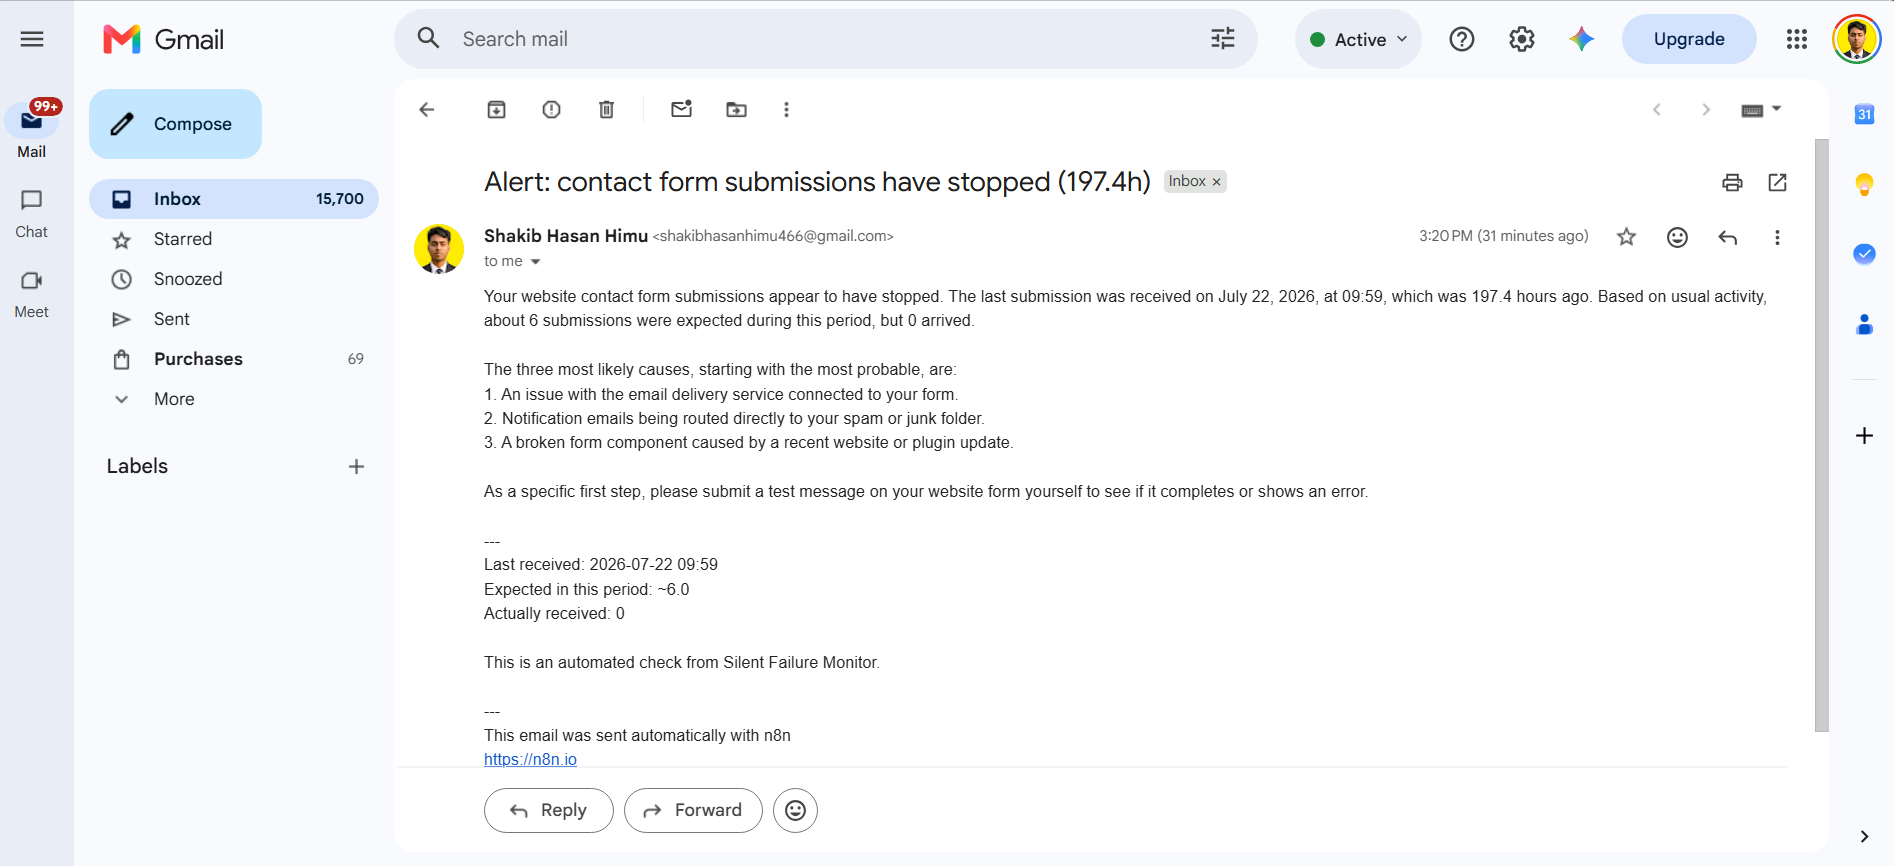 Gmail
Search mail
Active
Upgrade
99+
Mail
Chat
Meet
Compose
Inbox 15,700
Starred
Snoozed
Sent
Purchases 69
More
Labels
31
Alert: contact form submissions have stopped (197.4h) Inbox ×
Shakib Hasan Himu <shakibhasanhimu466@gmail.com> 3:20 PM (31 minutes ago)
to me
Your website contact form submissions appear to have stopped. The last submission was received on July 22, 2026, at 09:59, which was 197.4 hours ago. Based on usual activity,
about 6 submissions were expected during this period, but 0 arrived.
The three most likely causes, starting with the most probable, are:
1. An issue with the email delivery service connected to your form.
2. Notification emails being routed directly to your spam or junk folder.
3. A broken form component caused by a recent website or plugin update.
As a specific first step, please submit a test message on your website form yourself to see if it completes or shows an error.
---
Last received: 2026-07-22 09:59
Expected in this period: ~6.0
Actually received: 0
This is an automated check from Silent Failure Monitor.
---
This email was sent automatically with n8n
https://n8n.io
Reply
Forward